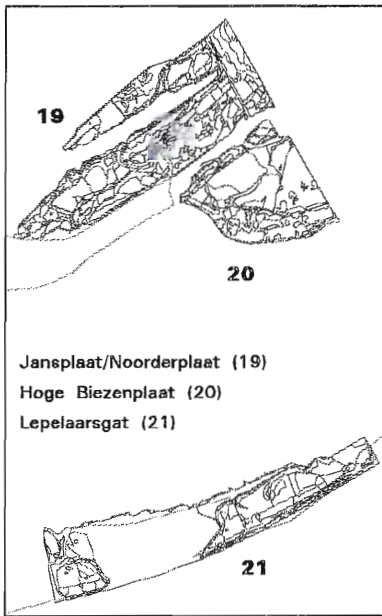 19
20
Jansplaat/Noorderplaat (19)
Hoge Biezenplaat (20)
Lepelaarsgat (21)
21